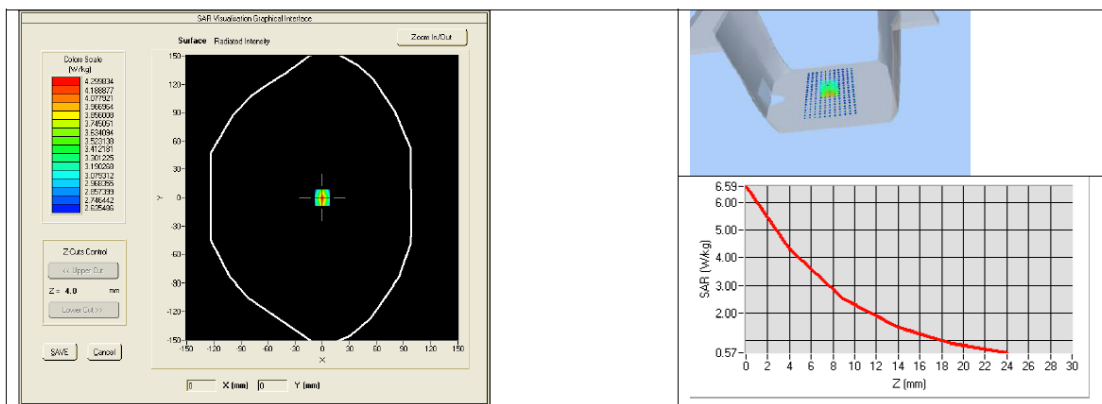 SAR Visualisation Graphical Interface
Surface Radiated Intensity
Zoom In/Out
Colors Scale
(W/kg)
4.299834
4.188877
4.077921
3.966964
3.856008
3.745051
3.634094
3.523138
3.412181
3.301225
3.190268
3.079312
2.968355
2.857399
2.746442
2.635486
150
120
90
60
30
0
-30
-60
-90
-120
-150
Y
-150 -120 -90 -60 -30 0 30 60 90 120 150
X
Z Cuts Control
<< Upper Cut
Z = 4.0 mm
Lower Cut >>
SAVE Cancel
0 X (mm) 0 Y (mm)
6.59
6.00
5.00
4.00
3.00
2.00
0.57
SAR (W/kg)
0 2 4 6 8 10 12 14 16 18 20 22 24 26 28 30
Z (mm)